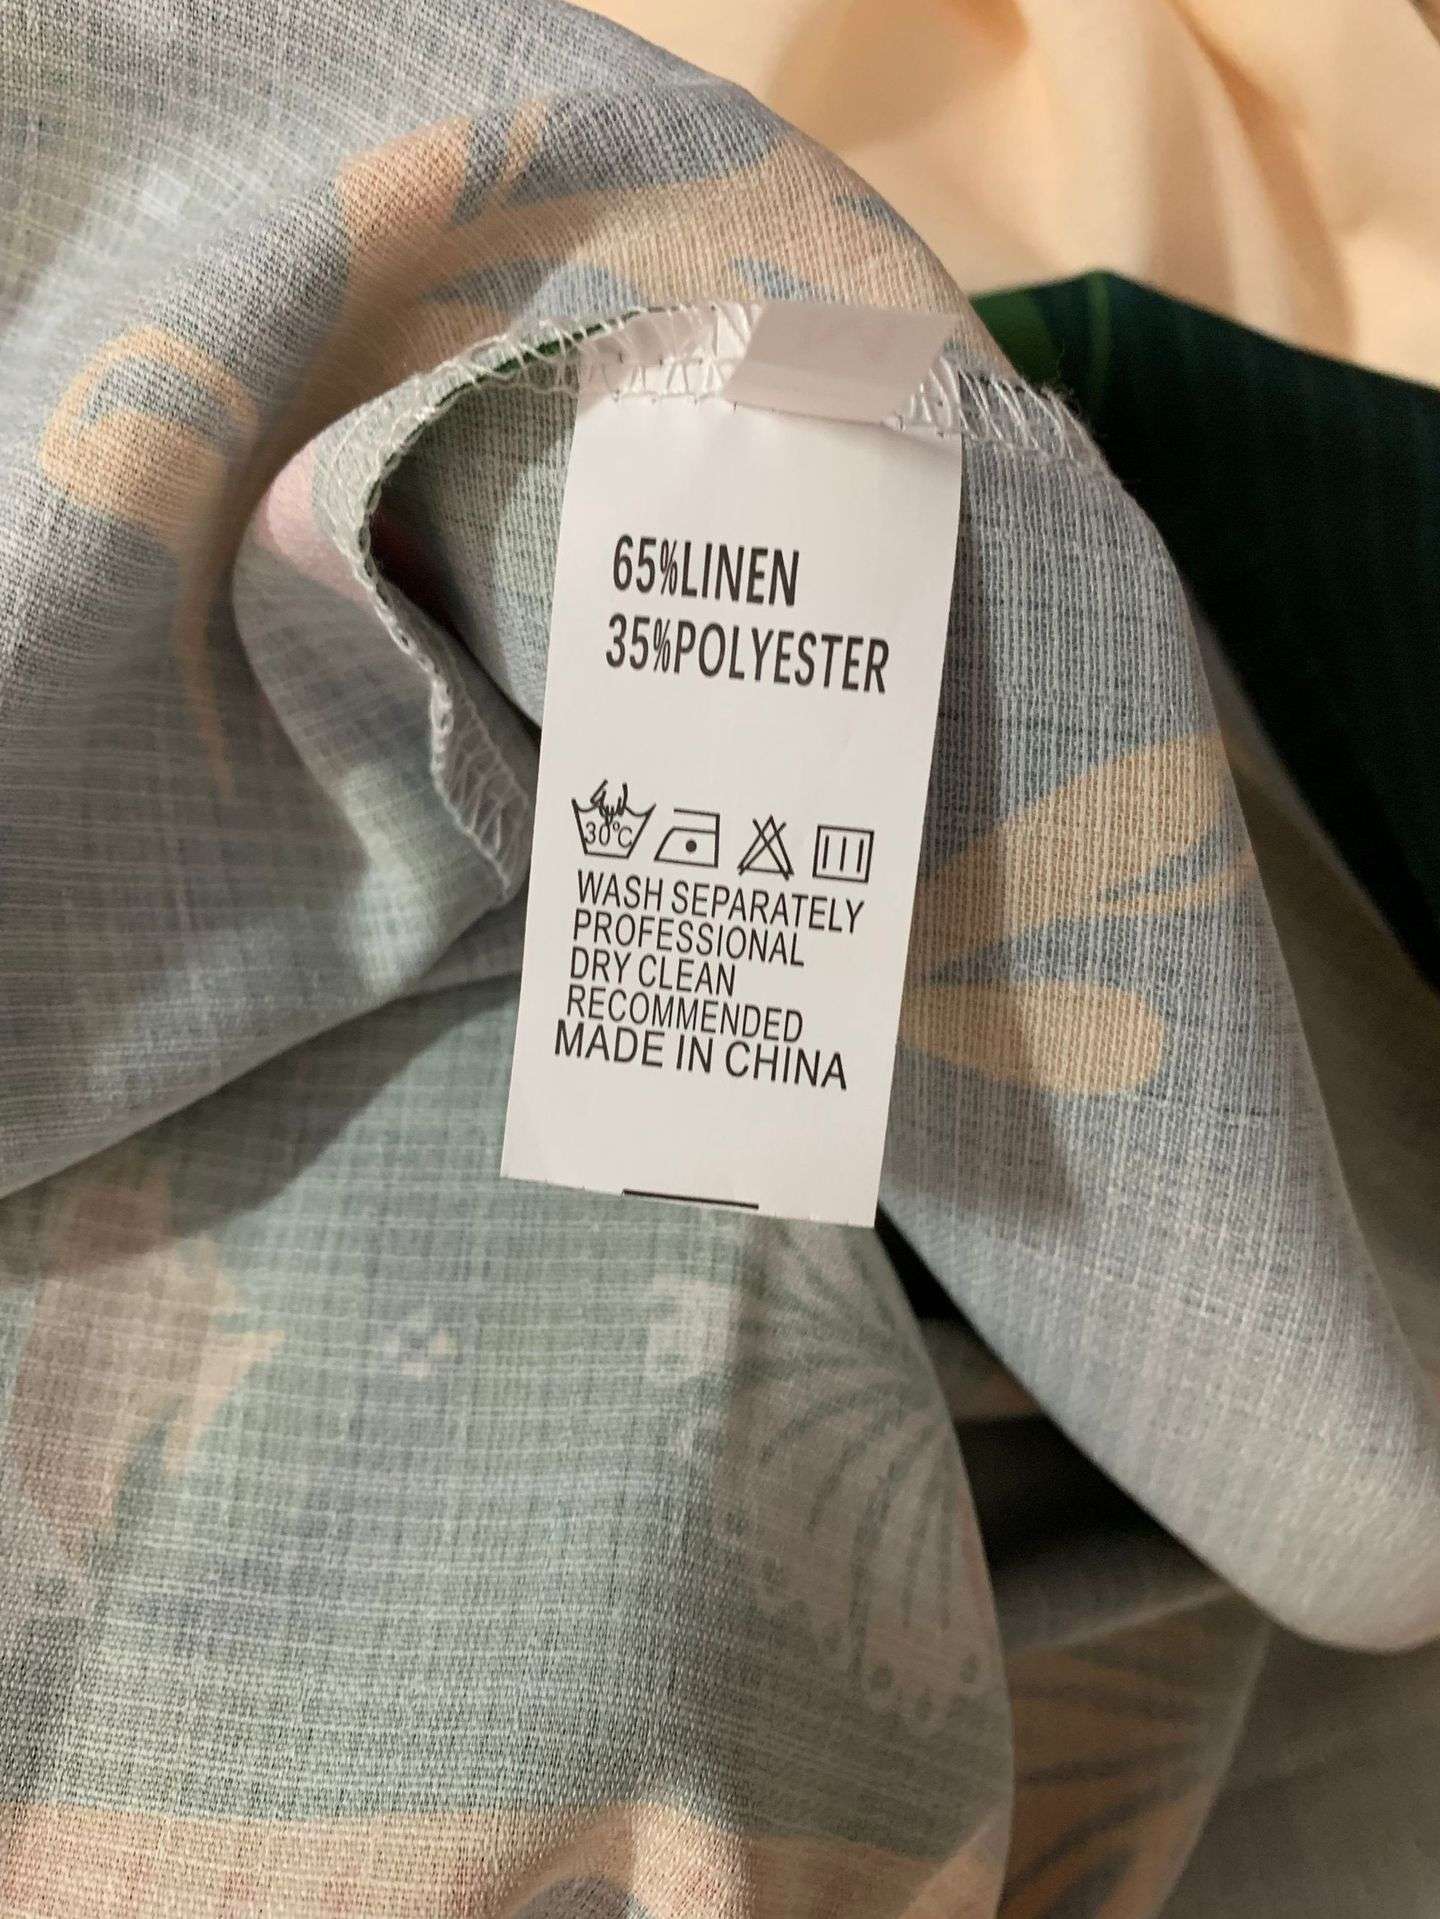 65%LINEN
35%POLYESTER
30°C
WASH SEPARATELY
PROFESSIONAL
DRY CLEAN
RECOMMENDED
MADE IN CHINA